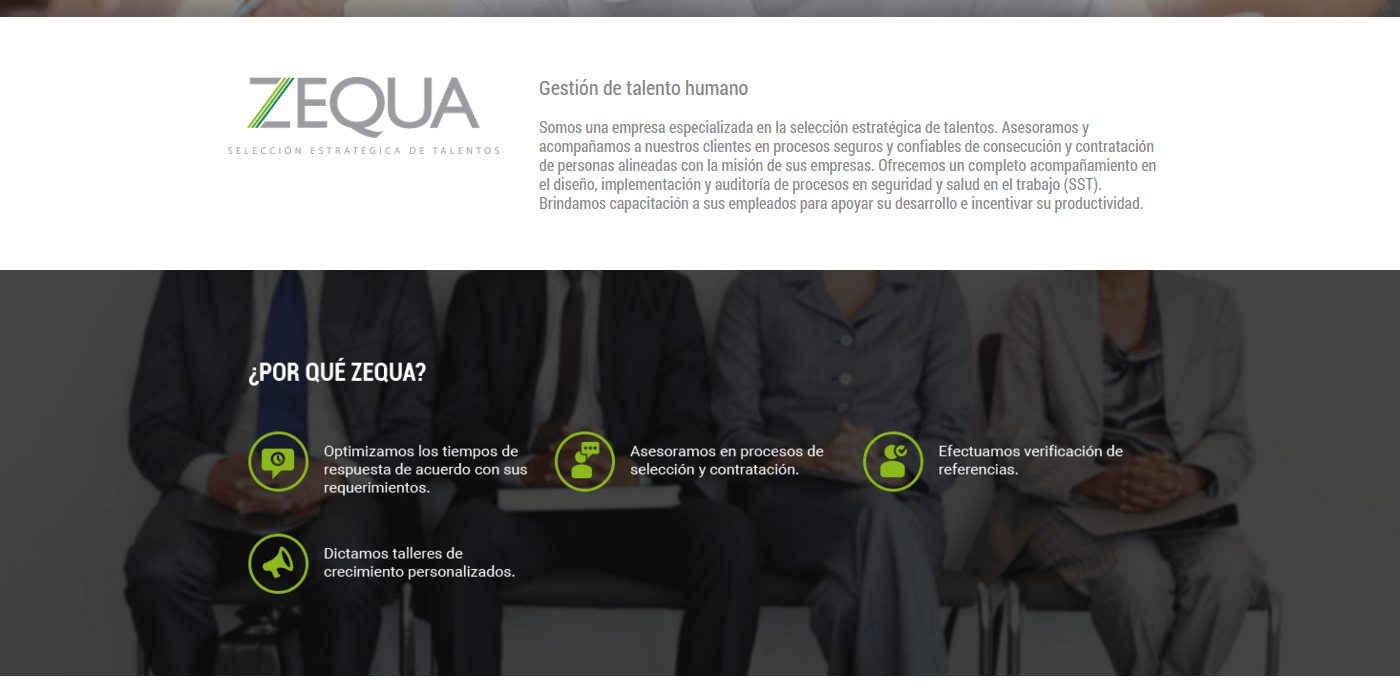 ZEQUA
SELECCIÓN ESTRATÉGICA DE TALENTOS
Gestión de talento humano
Somos una empresa especializada en la selección estratégica de talentos. Asesoramos y
acompañamos a nuestros clientes en procesos seguros y confiables de consecución y contratación
de personas alineadas con la misión de sus empresas. Ofrecemos un completo acompañamiento en
el diseño, implementación y auditoría de procesos en seguridad y salud en el trabajo (SST).
Brindamos capacitación a sus empleados para apoyar su desarrollo e incentivar su productividad.
¿POR QUÉ ZEQUA?
Optimizamos los tiempos de
respuesta de acuerdo con sus
requerimientos.
Asesoramos en procesos de
selección y contratación.
Efectuamos verificación de
referencias.
Dictamos talleres de
crecimiento personalizados.